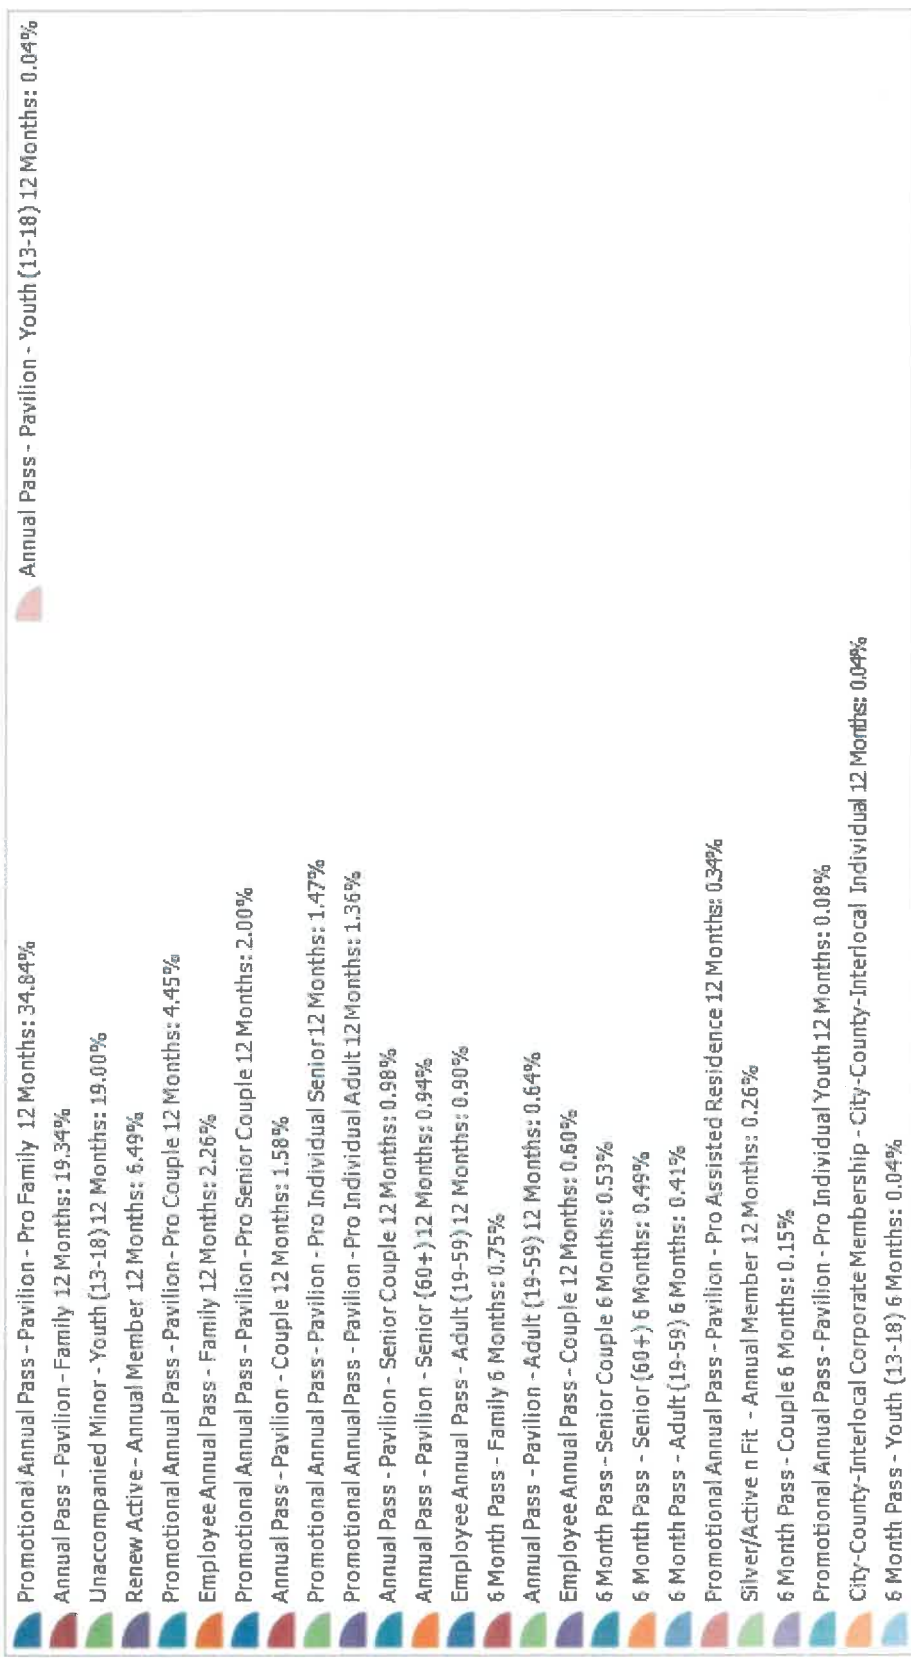 Promotional Annual Pass - Pavilion - Pro Family 12 Months: 34.84%
Annual Pass - Pavilion - Family 12 Months: 19.34%
Unaccompanied Minor - Youth (13-18) 12 Months: 19.00%
Renew Active - Annual Member 12 Months: 6.49%
Promotional Annual Pass - Pavilion - Pro Couple 12 Months: 4.45%
Employee Annual Pass - Family 12 Months: 2.26%
Promotional Annual Pass - Pavilion - Pro Senior Couple 12 Months: 2.00%
Annual Pass - Pavilion - Couple 12 Months: 1.58%
Promotional Annual Pass - Pavilion - Pro Individual Senior 12 Months: 1.47%
Promotional Annual Pass - Pavilion - Pro Individual Adult 12 Months: 1.36%
Annual Pass - Pavilion - Senior Couple 12 Months: 0.98%
Annual Pass - Pavilion - Senior (60+) 12 Months: 0.94%
Employee Annual Pass - Adult (19-59) 12 Months: 0.90%
6 Month Pass - Family 6 Months: 0.75%
Annual Pass - Pavilion - Adult (19-59) 12 Months: 0.64%
Employee Annual Pass - Couple 12 Months: 0.60%
6 Month Pass - Senior Couple 6 Months: 0.53%
6 Month Pass - Senior (60+) 6 Months: 0.49%
6 Month Pass - Adult (19-59) 6 Months: 0.41%
Promotional Annual Pass - Pavilion - Pro Assisted Residence 12 Months: 0.34%
Silver/Active n Fit - Annual Member 12 Months: 0.26%
6 Month Pass - Couple 6 Months: 0.15%
Promotional Annual Pass - Pavilion - Pro Individual Youth 12 Months: 0.08%
City-County-Interlocal Corporate Membership - City-County-Interlocal Individual 12 Months: 0.04%
6 Month Pass - Youth (13-18) 6 Months: 0.04%
Annual Pass - Pavilion - Youth (13-18) 12 Months: 0.04%